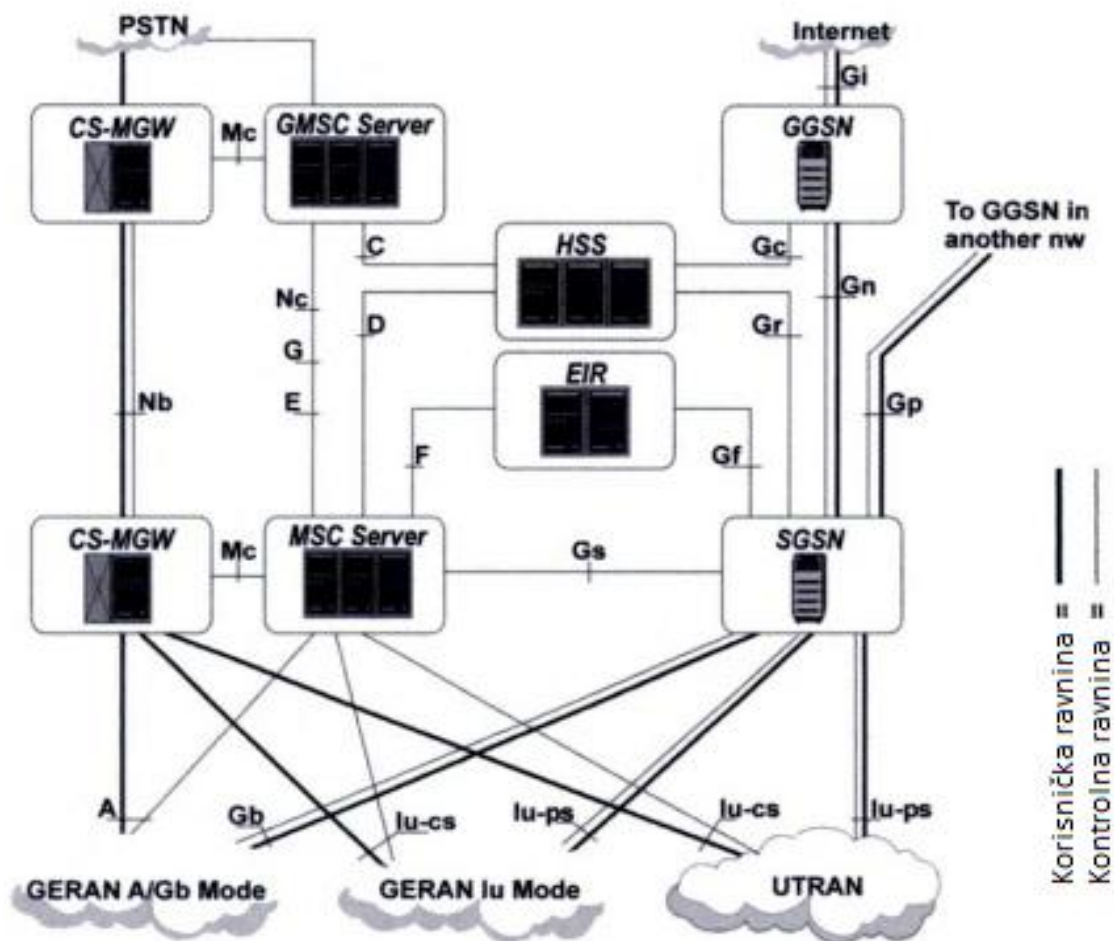 PSTN
Internet
Gi
CS-MGW
Mc
GMSC Server
GGSN
To GGSN in
another nw
C
HSS
Gc
Nc
D
Gn
Gr
G
EIR
E
Nb
Gp
F
Gf
CS-MGW
Mc
MSC Server
Gs
SGSN
A
Gb
Iu-cs
Iu-ps
Iu-cs
Iu-ps
GERAN A/Gb Mode
GERAN Iu Mode
UTRAN
Korisnička ravnina =
Kontrolna ravnina =